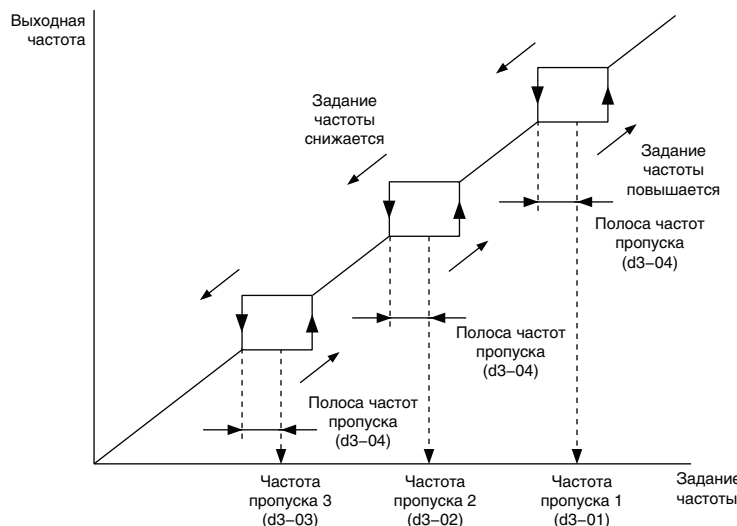 Выходная
частота
Задание
частоты
снижается
Задание
частоты
повышается
Полоса частот
пропуска
(d3−04)
Полоса частот
пропуска
(d3−04)
Полоса частот
пропуска
(d3−04)
Частота
пропуска 3
(d3−03)
Частота
пропуска 2
(d3−02)
Частота
пропуска 1
(d3−01)
Задание
частоты